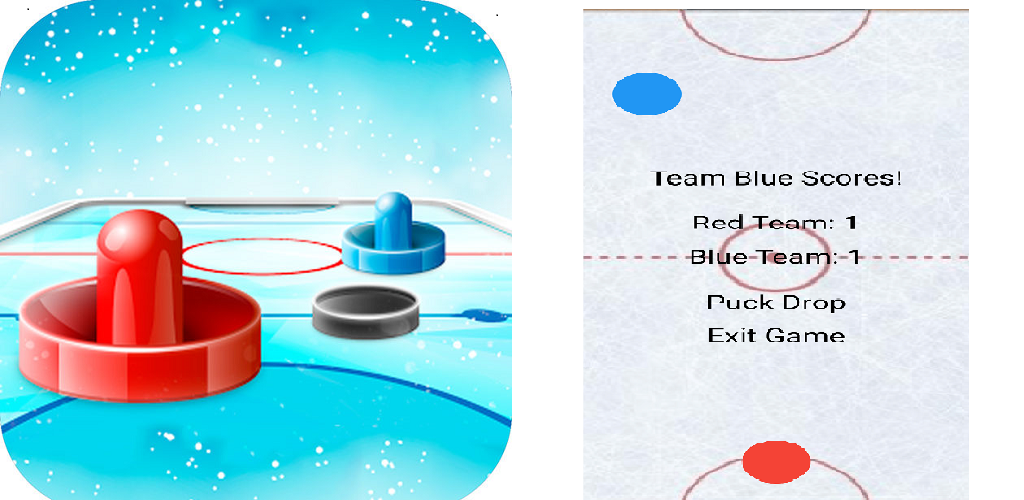 Team Blue Scores!
Red Team: 1
Blue Team: 1
Puck Drop
Exit Game